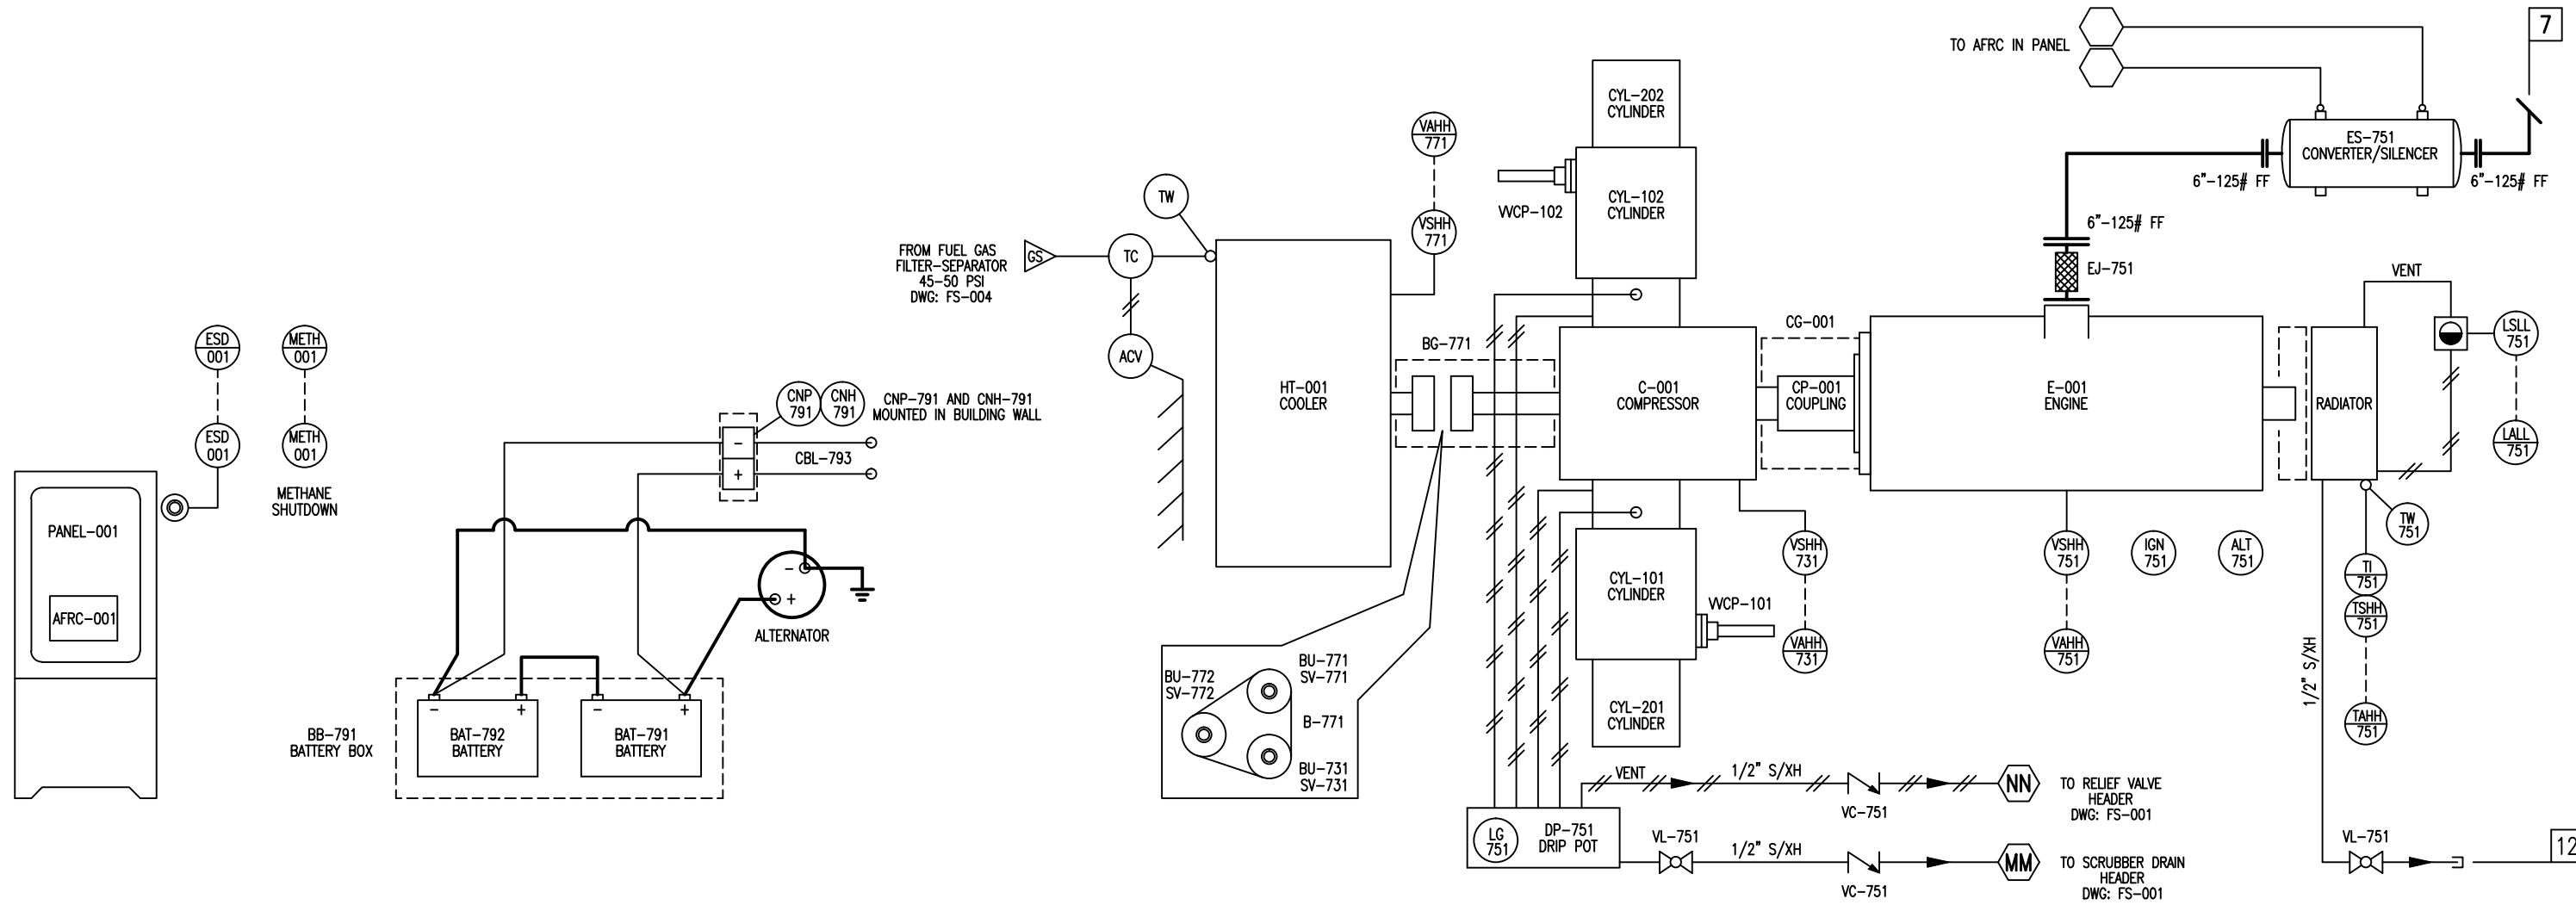 TO AFRC IN PANEL
7
ES-751
CONVERTER/SILENCER
6"-125# FF
6"-125# FF
6"-125# FF
EJ-751
VENT
LSLL
751
LALL
751
CYL-202
CYLINDER
CYL-102
CYLINDER
VVCP-102
VAHH
771
VSHH
771
TW
TC
GS
FROM FUEL GAS
FILTER-SEPARATOR
45-50 PSI
DWG: FS-004
ACV
HT-001
COOLER
BG-771
C-001
COMPRESSOR
CG-001
CP-001
COUPLING
E-001
ENGINE
RADIATOR
TW
751
ESD
001
METH
001
ESD
001
METH
001
METHANE
SHUTDOWN
PANEL-001
AFRC-001
CNP
791
CNH
791
CNP-791 AND CNH-791
MOUNTED IN BUILDING WALL
-
+
CBL-793
-
+
ALTERNATOR
BB-791
BATTERY BOX
-
+
BAT-792
BATTERY
-
+
BAT-791
BATTERY
BU-772
SV-772
BU-771
SV-771
B-771
BU-731
SV-731
CYL-101
CYLINDER
VVCP-101
CYL-201
CYLINDER
VSHH
731
VAHH
731
VSHH
751
VAHH
751
IGN
751
ALT
751
TI
751
TSHH
751
TAHH
751
1/2" S/XH
VENT
1/2" S/XH
VC-751
NN
TO RELIEF VALVE
HEADER
DWG: FS-001
LG
751
DP-751
DRIP POT
VL-751
1/2" S/XH
VC-751
MM
TO SCRUBBER DRAIN
HEADER
DWG: FS-001
VL-751
12